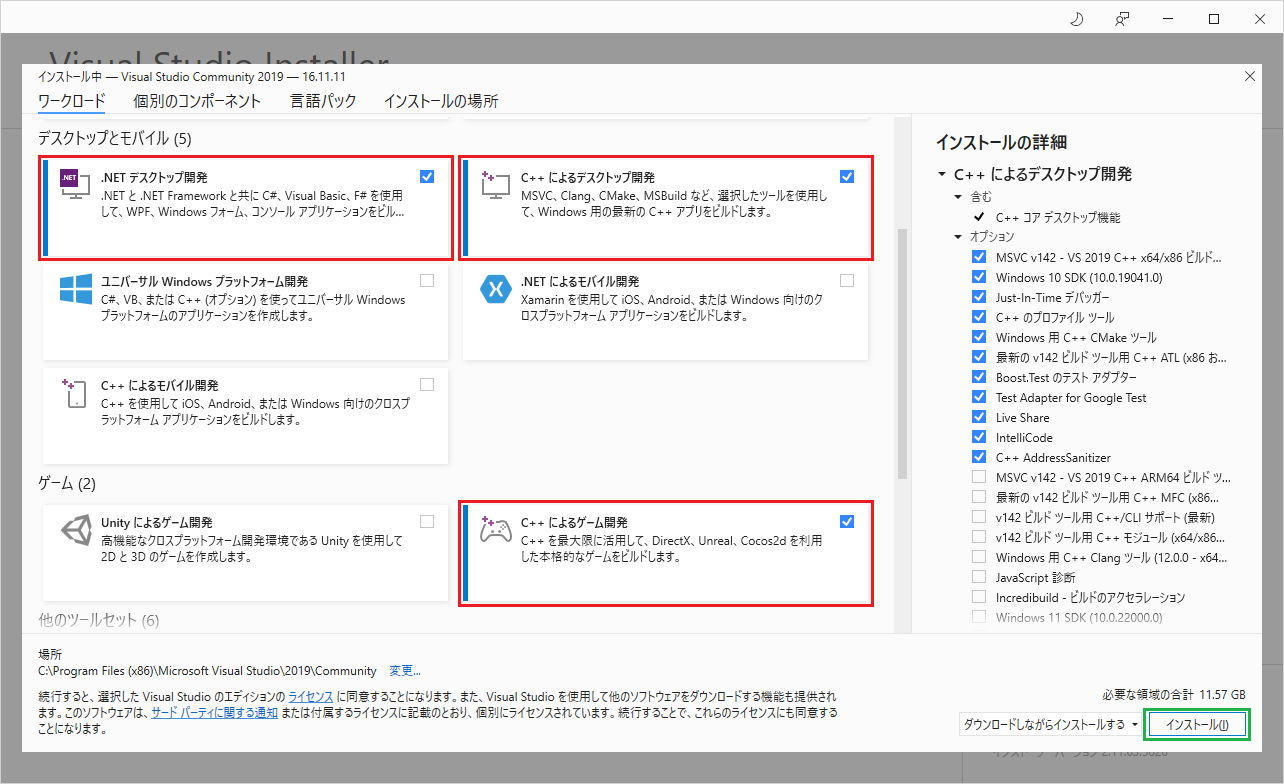 Visual Studio Installer
インストール中 — Visual Studio Community 2019 — 16.11.11
ワークロード 個別のコンポーネント 言語パック インストールの場所
デスクトップとモバイル (5)
.NET
.NET デスクトップ開発
.NET と .NET Framework と共に C#、Visual Basic、F# を使用
して、WPF、Windows フォーム、コンソール アプリケーションをビル...
C++ によるデスクトップ開発
MSVC、Clang、CMake、MSBuild など、選択したツールを使用し
て、Windows 用の最新の C++ アプリをビルドします。
ユニバーサル Windows プラットフォーム開発
C#、VB、または C++ (オプション) を使ってユニバーサル Windows
プラットフォームのアプリケーションを作成します。
.NET によるモバイル開発
Xamarin を使用して iOS、Android、または Windows 向けのク
ロスプラットフォーム アプリケーションをビルドします。
C++ によるモバイル開発
C++ を使用して iOS、Android、または Windows 向けのクロスプ
ラットフォーム アプリケーションをビルドします。
ゲーム (2)
Unity によるゲーム開発
高機能なクロスプラットフォーム開発環境である Unity を使用して
2D と 3D のゲームを作成します。
C++ によるゲーム開発
C++ を最大限に活用して、DirectX、Unreal、Cocos2d を利用
した本格的なゲームをビルドします。
他のツールセット (6)
インストールの詳細
C++ によるデスクトップ開発
含む
C++ コア デスクトップ機能
オプション
MSVC v142 - VS 2019 C++ x64/x86 ビルド...
Windows 10 SDK (10.0.19041.0)
Just-In-Time デバッガー
C++ のプロファイル ツール
Windows 用 C++ CMake ツール
最新の v142 ビルド ツール用 C++ ATL (x86 お...
Boost.Test のテスト アダプター
Test Adapter for Google Test
Live Share
IntelliCode
C++ AddressSanitizer
MSVC v142 - VS 2019 C++ ARM64 ビルド ツ...
最新の v142 ビルド ツール用 C++ MFC (x86...
v142 ビルド ツール用 C++/CLI サポート (最新)
v142 ビルド ツール用 C++ モジュール (x64/x86...
Windows 用 C++ Clang ツール (12.0.0 - x64...
JavaScript 診断
Incredibuild - ビルドのアクセラレーション
Windows 11 SDK (10.0.22000.0)
場所
C:\Program Files (x86)\Microsoft Visual Studio\2019\Community 変更...
続行すると、選択した Visual Studio のエディションの ライセンス に同意することになります。また、Visual Studio を使用して他のソフトウェアをダウンロードする機能も提供され
ます。このソフトウェアは、サード パーティに関する通知 または付属するライセンスに記載のとおり、個別にライセンスされています。続行することで、これらのライセンスにも同意する
ことになります。
必要な領域の合計 11.57 GB
ダウンロードしながらインストールする
インストール(I)